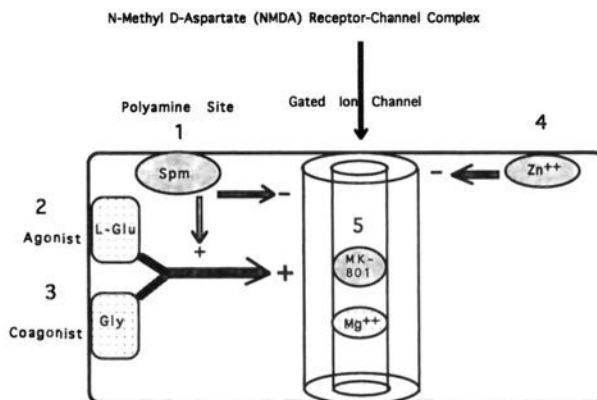 N-Methyl D-Aspartate (NMDA) Receptor-Channel Complex
Polyamine Site
Gated Ion Channel
1
4
Spm
-
-
Zn++
2
Agonist
L-Glu
+
5
MK-
801
+
3
Coagonist
Gly
Mg++